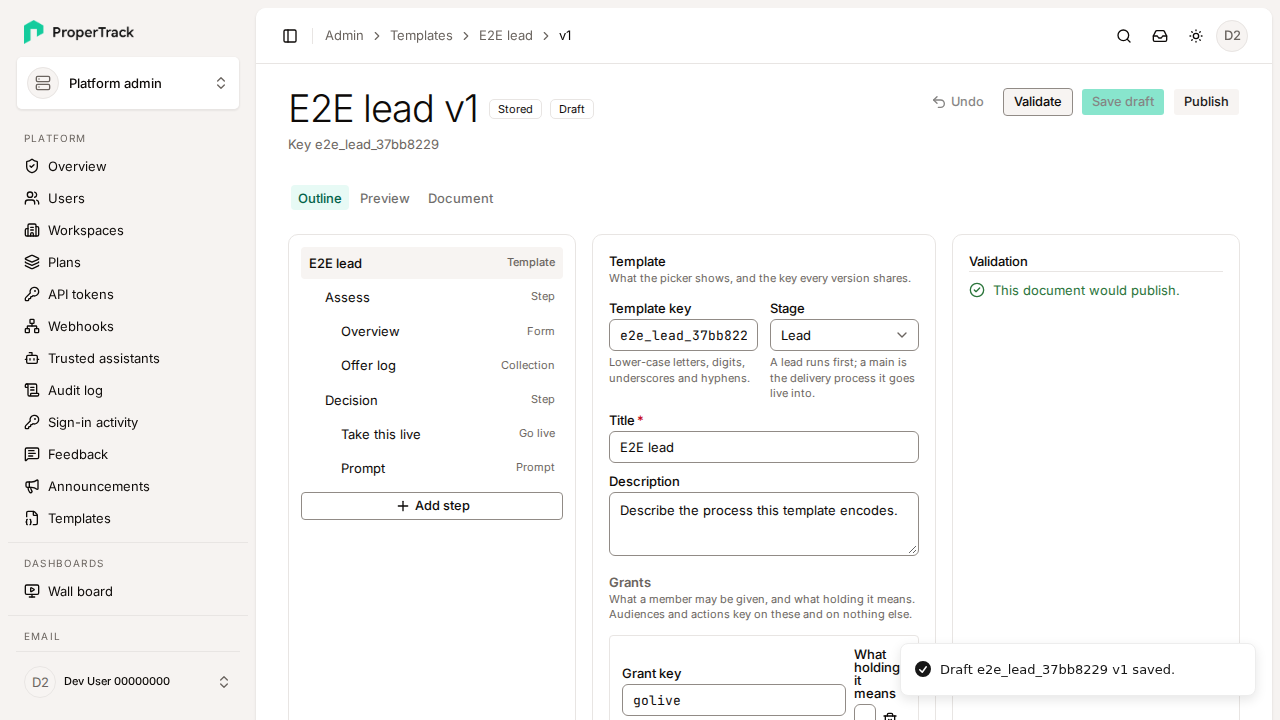 ProperTrack
Platform admin
PLATFORM
Overview
Users
Workspaces
Plans
API tokens
Webhooks
Trusted assistants
Audit log
Sign-in activity
Feedback
Announcements
Templates
DASHBOARDS
Wall board
EMAIL
D2 Dev User 00000000
Admin > Templates > E2E lead > v1
D2
E2E lead v1 Stored Draft
Undo Validate Save draft Publish
Key e2e_lead_37bb8229
Outline Preview Document
E2E lead Template
Assess Step
Overview Form
Offer log Collection
Decision Step
Take this live Go live
Prompt Prompt
+ Add step
Template
What the picker shows, and the key every version shares.
Template key Stage
e2e_lead_37bb822 Lead
Lower-case letters, digits, A lead runs first; a main is
underscores and hyphens. the delivery process it goes
live into.
Title *
E2E lead
Description
Describe the process this template encodes.
Grants
What a member may be given, and what holding it means.
Audiences and actions key on these and on nothing else.
Grant key
What
holding
it
means
golive
Validation
This document would publish.
Draft e2e_lead_37bb8229 v1 saved.